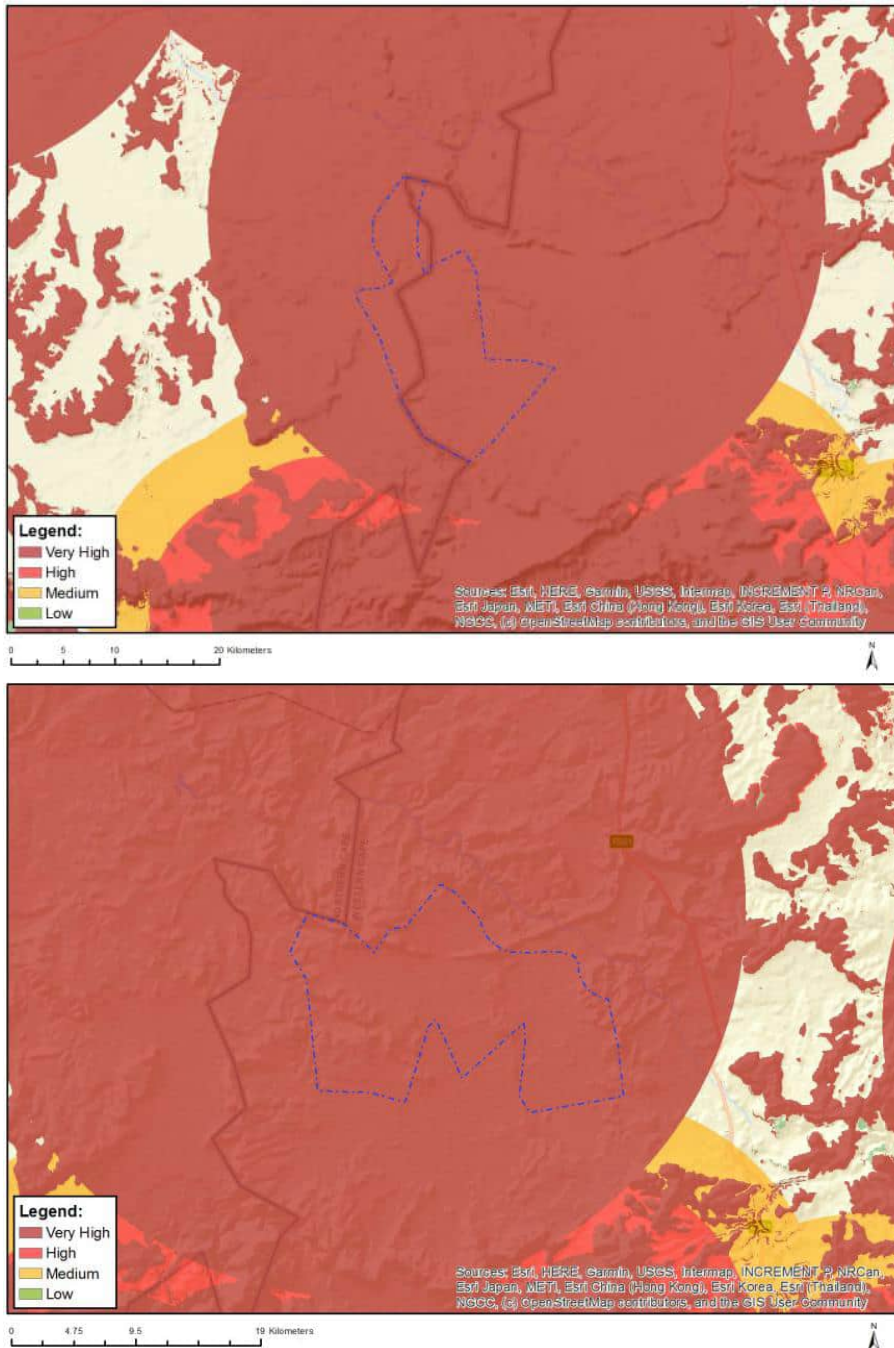 Legend:
Very High
High
Medium
Low
Sources: Esri, HERE, Garmin, USGS, Intermap, INCREMENT P, NRCan,
Esri Japan, METI, Esri China (Hong Kong), Esri Korea, Esri (Thailand),
NGCC, (c) OpenStreetMap contributors, and the GIS User Community
0 5 10 20 Kilometers
N
Legend:
Very High
High
Medium
Low
Sources: Esri, HERE, Garmin, USGS, Intermap, INCREMENT P, NRCan,
Esri Japan, METI, Esri China (Hong Kong), Esri Korea, Esri (Thailand),
NGCC, (c) OpenStreetMap contributors, and the GIS User Community
0 4.75 9.5 19 Kilometers
N